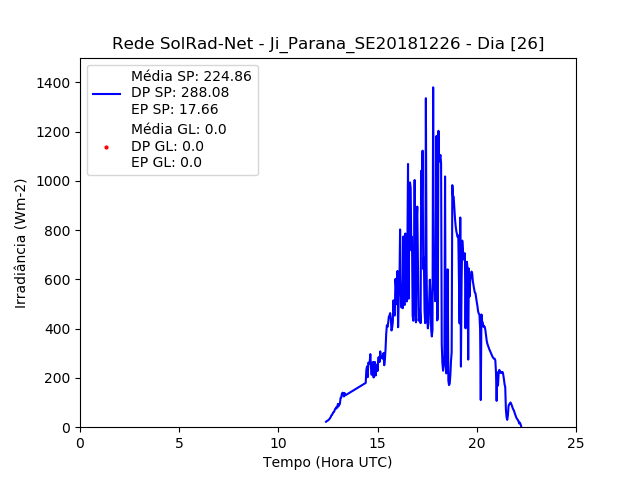 Rede SolRad-Net - Ji_Parana_SE20181226 - Dia [26]
Média SP: 224.86
DP SP: 288.08
EP SP: 17.66
Média GL: 0.0
DP GL: 0.0
EP GL: 0.0
Irradiância (Wm-2)
1400
1200
1000
800
600
400
200
0
0 5 10 15 20 25
Tempo (Hora UTC)